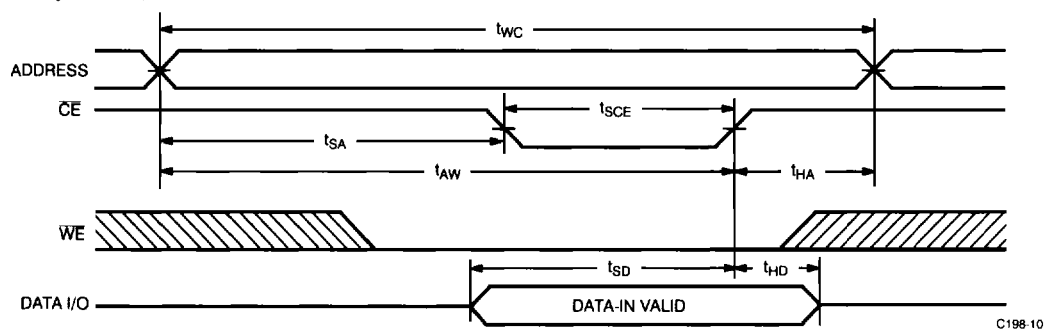 tWC
ADDRESS
CE
tSCE
tSA
tAW
tHA
WE
tSD
tHD
DATA I/O
DATA-IN VALID
C198-10